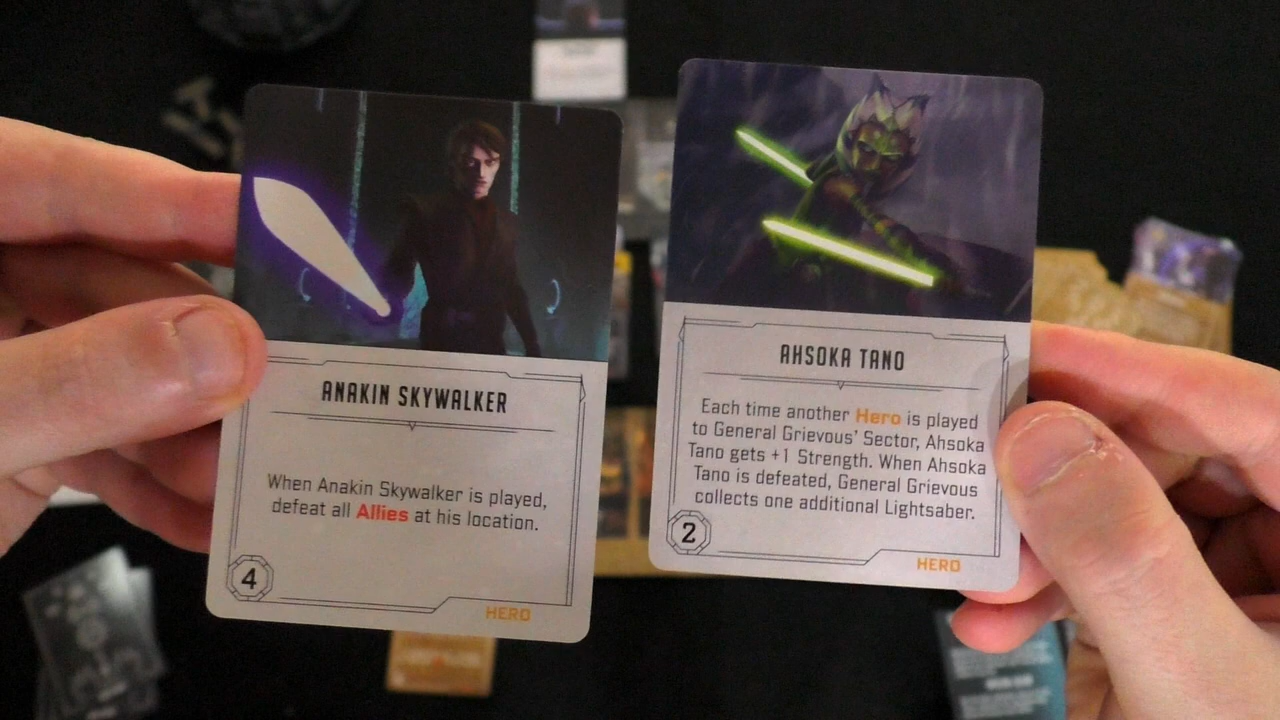 ANAKIN SKYWALKER
When Anakin Skywalker is played,
defeat all Allies at his location.
4
HERO
AHSOKA TANO
Each time another Hero is played
to General Grievous' Sector, Ahsoka
Tano gets +1 Strength. When Ahsoka
Tano is defeated, General Grievous
collects one additional Lightsaber.
2
HERO